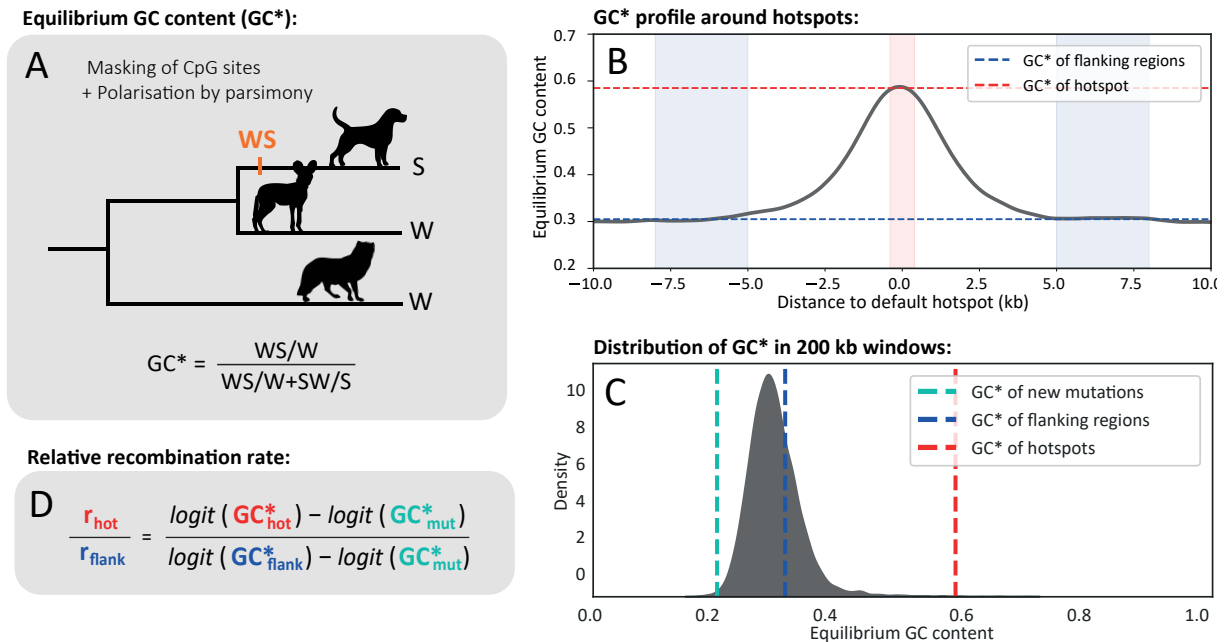 Equilibrium GC content (GC*):
A
Masking of CpG sites
+ Polarisation by parsimony
WS
S
W
W
GC* = WS/W
WS/W+SW/S
Relative recombination rate:
D
r_hot = logit (GC*_hot) − logit (GC*_mut)
r_flank logit (GC*_flank) − logit (GC*_mut)
GC* profile around hotspots:
B
GC* of flanking regions
GC* of hotspot
0.7
0.6
0.5
0.4
0.3
0.2
Equilibrium GC content
−10.0 −7.5 −5.0 −2.5 0.0 2.5 5.0 7.5 10.0
Distance to default hotspot (kb)
Distribution of GC* in 200 kb windows:
C
GC* of new mutations
GC* of flanking regions
GC* of hotspots
10
8
6
4
2
0
Density
0.0 0.2 0.4 0.6 0.8 1.0
Equilibrium GC content